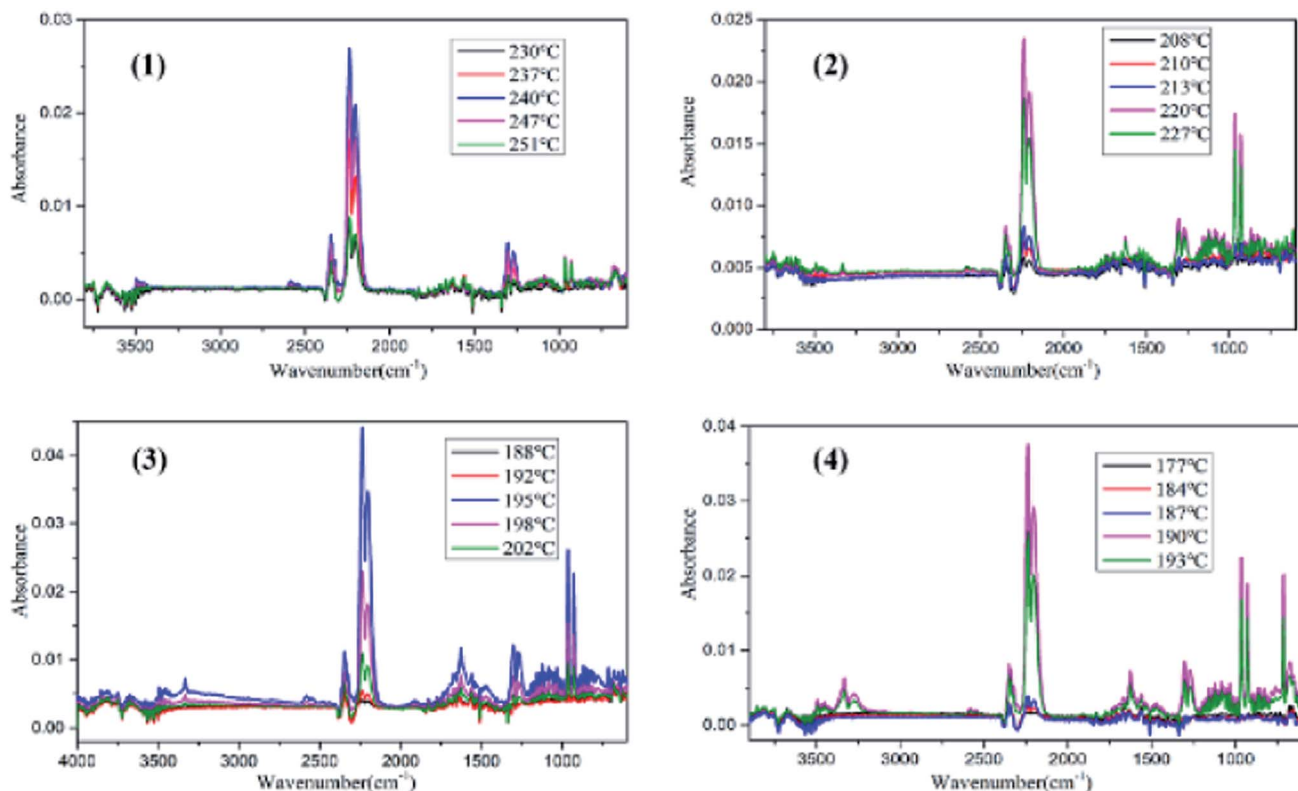 (1)
230°C
237°C
240°C
247°C
251°C
0.03
0.02
0.01
0.00
Absorbance
3500 3000 2500 2000 1500 1000
Wavenumber(cm-1)
(2)
208°C
210°C
213°C
220°C
227°C
0.025
0.020
0.015
0.010
0.005
0.000
Absorbance
3500 3000 2500 2000 1500 1000
Wavenumber(cm-1)
(3)
188°C
192°C
195°C
198°C
202°C
0.04
0.03
0.02
0.01
0.00
Absorbance
4000 3500 3000 2500 2000 1500 1000
Wavenumber(cm-1)
(4)
177°C
184°C
187°C
190°C
193°C
0.04
0.03
0.02
0.01
0.00
Absorbance
3500 3000 2500 2000 1500 1000
Wavenumber(cm-1)